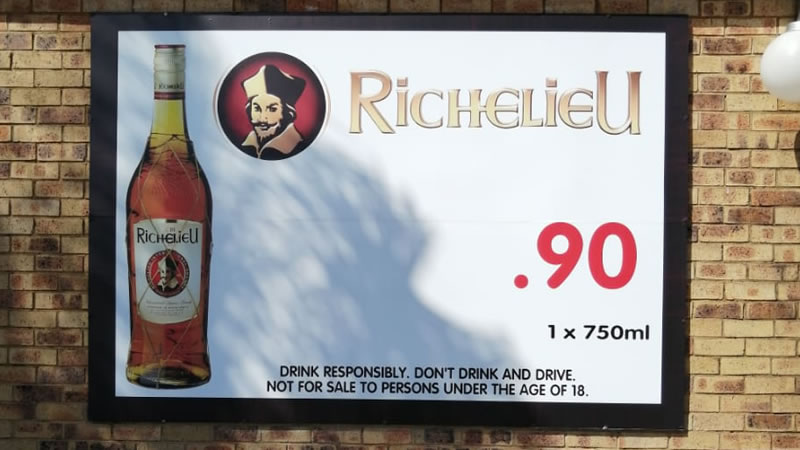 RICHELIEU
RICHELIEU
.90
1 x 750ml
DRINK RESPONSIBLY. DON'T DRINK AND DRIVE.
NOT FOR SALE TO PERSONS UNDER THE AGE OF 18.